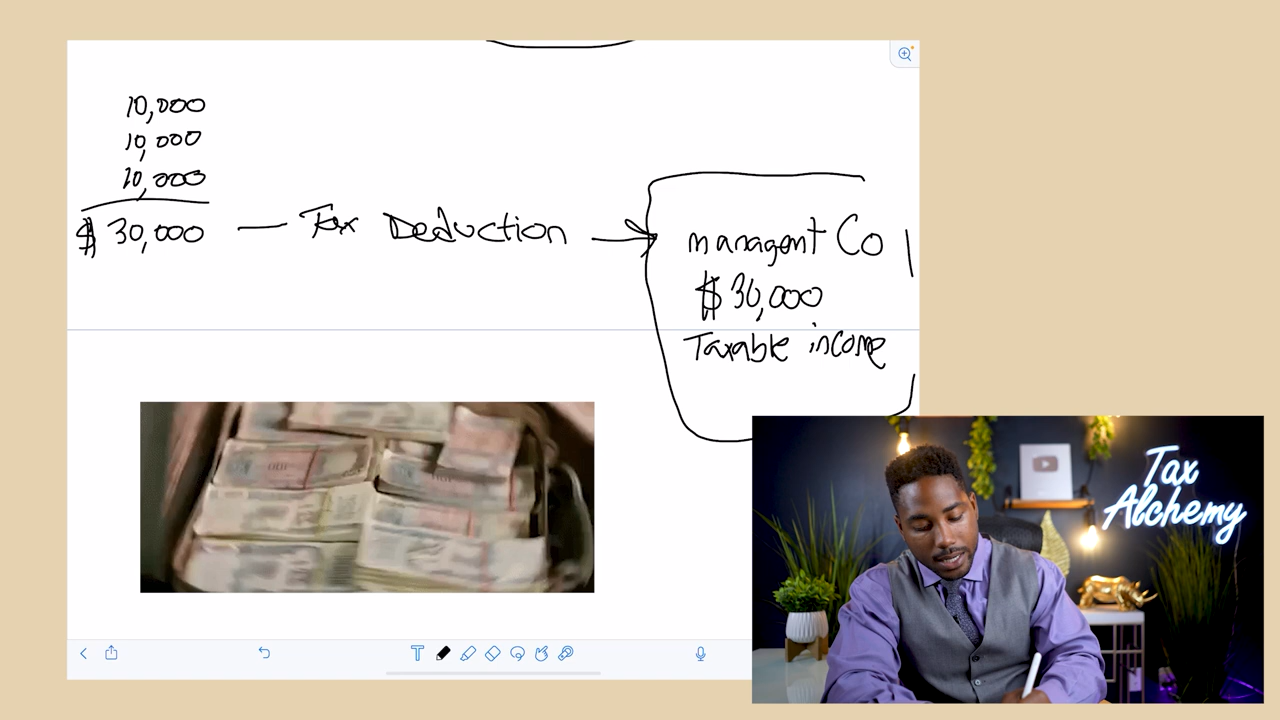 10,000
10,000
10,000
$ 30,000 — Tax Deduction →
managent Co
$ 30,000
Taxable income
T
Tax
Alchemy